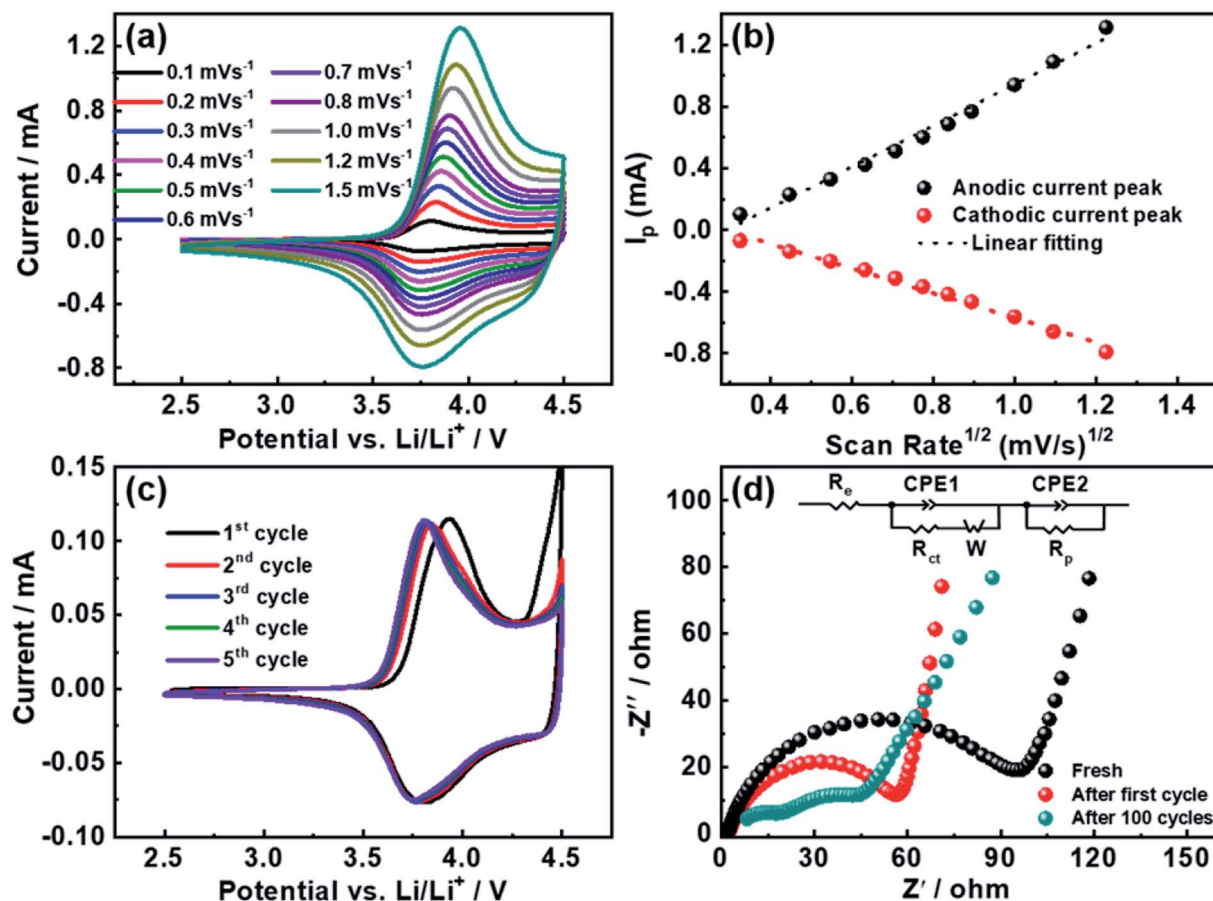 (a)
0.1 mVs⁻¹
0.2 mVs⁻¹
0.3 mVs⁻¹
0.4 mVs⁻¹
0.5 mVs⁻¹
0.6 mVs⁻¹
0.7 mVs⁻¹
0.8 mVs⁻¹
1.0 mVs⁻¹
1.2 mVs⁻¹
1.5 mVs⁻¹
Current / mA
1.2
0.8
0.4
0.0
-0.4
-0.8
2.5 3.0 3.5 4.0 4.5
Potential vs. Li/Li⁺ / V
(b)
Iₚ (mA)
1.2
0.8
0.4
0.0
-0.4
-0.8
Anodic current peak
Cathodic current peak
Linear fitting
0.4 0.6 0.8 1.0 1.2
Scan Rate¹ᐟ² (mV/s)¹ᐟ²
(c)
1ˢᵗ cycle
2ⁿᵈ cycle
3ʳᵈ cycle
4ᵗʰ cycle
5ᵗʰ cycle
Current / mA
0.15
0.10
0.05
0.00
-0.05
-0.10
2.5 3.0 3.5 4.0 4.5
Potential vs. Li/Li⁺ / V
(d)
Rₑ CPE1 CPE2
R_ct W Rₚ
-Z'' / ohm
100
80
60
40
20
0
Fresh
After first cycle
After 100 cycles
0 30 60 90 120 150
Z' / ohm